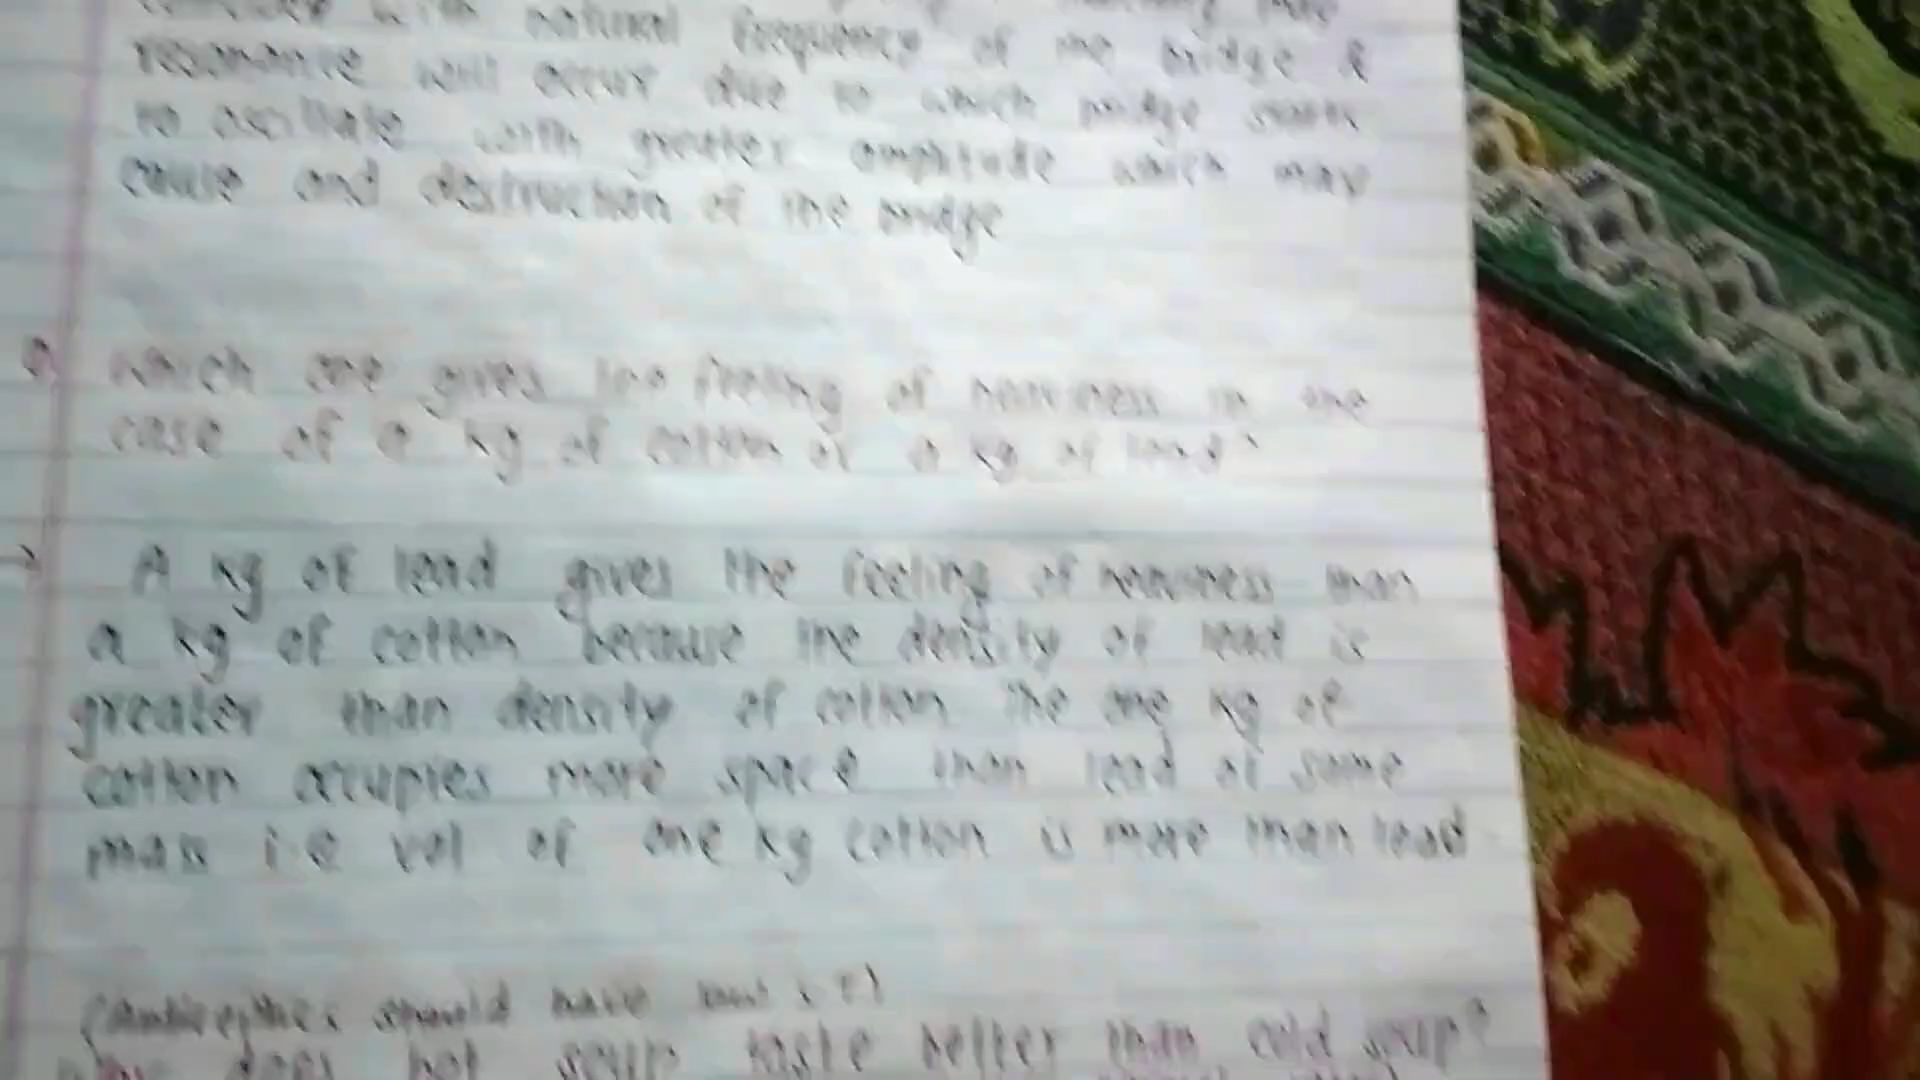 with natural frequency of the bridge &
resonance will occur due to which bridge starts
to oscillate with greater amplitude which may
cause and destruction of the bridge
Q. Which one gives the feeling of heaviness in the
case of a kg of cotton or a kg of lead?
→ A kg of lead gives the feeling of heaviness than
a kg of cotton because the density of lead is
greater than density of cotton. The one kg of
cotton occupies more space than lead at same
mass i.e vol of one kg cotton is more than lead
should have low
does hot soup taste better than cold soup?